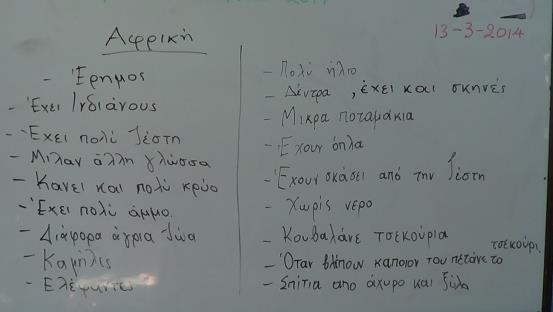 13-3-2014
Αφρική
- Έρημος
- Έχει Ινδιάνους
- Έχει πολύ Ζέστη
- Μιλαν άλλη γλώσσα
- Κανει και πολύ κρύο
- Έχει πολύ άμμο.
- Διάφορα άγρια Ζώα
- Καμήλες
- Ελέφαντες
- Πολύ ήλιο
- Δέντρα, έχει και σκηνές
- Μικρα ποταμάκια
- Έχουν όπλα
- Έχουν σκάσει από την Ζέστη
- Χωρίς νερο
- Κουβαλάνε τσεκούρια
- Όταν βλέπουν καποιον του πετάνε το τσεκούρι
- Σπίτια απο άχυρο και ξύλα